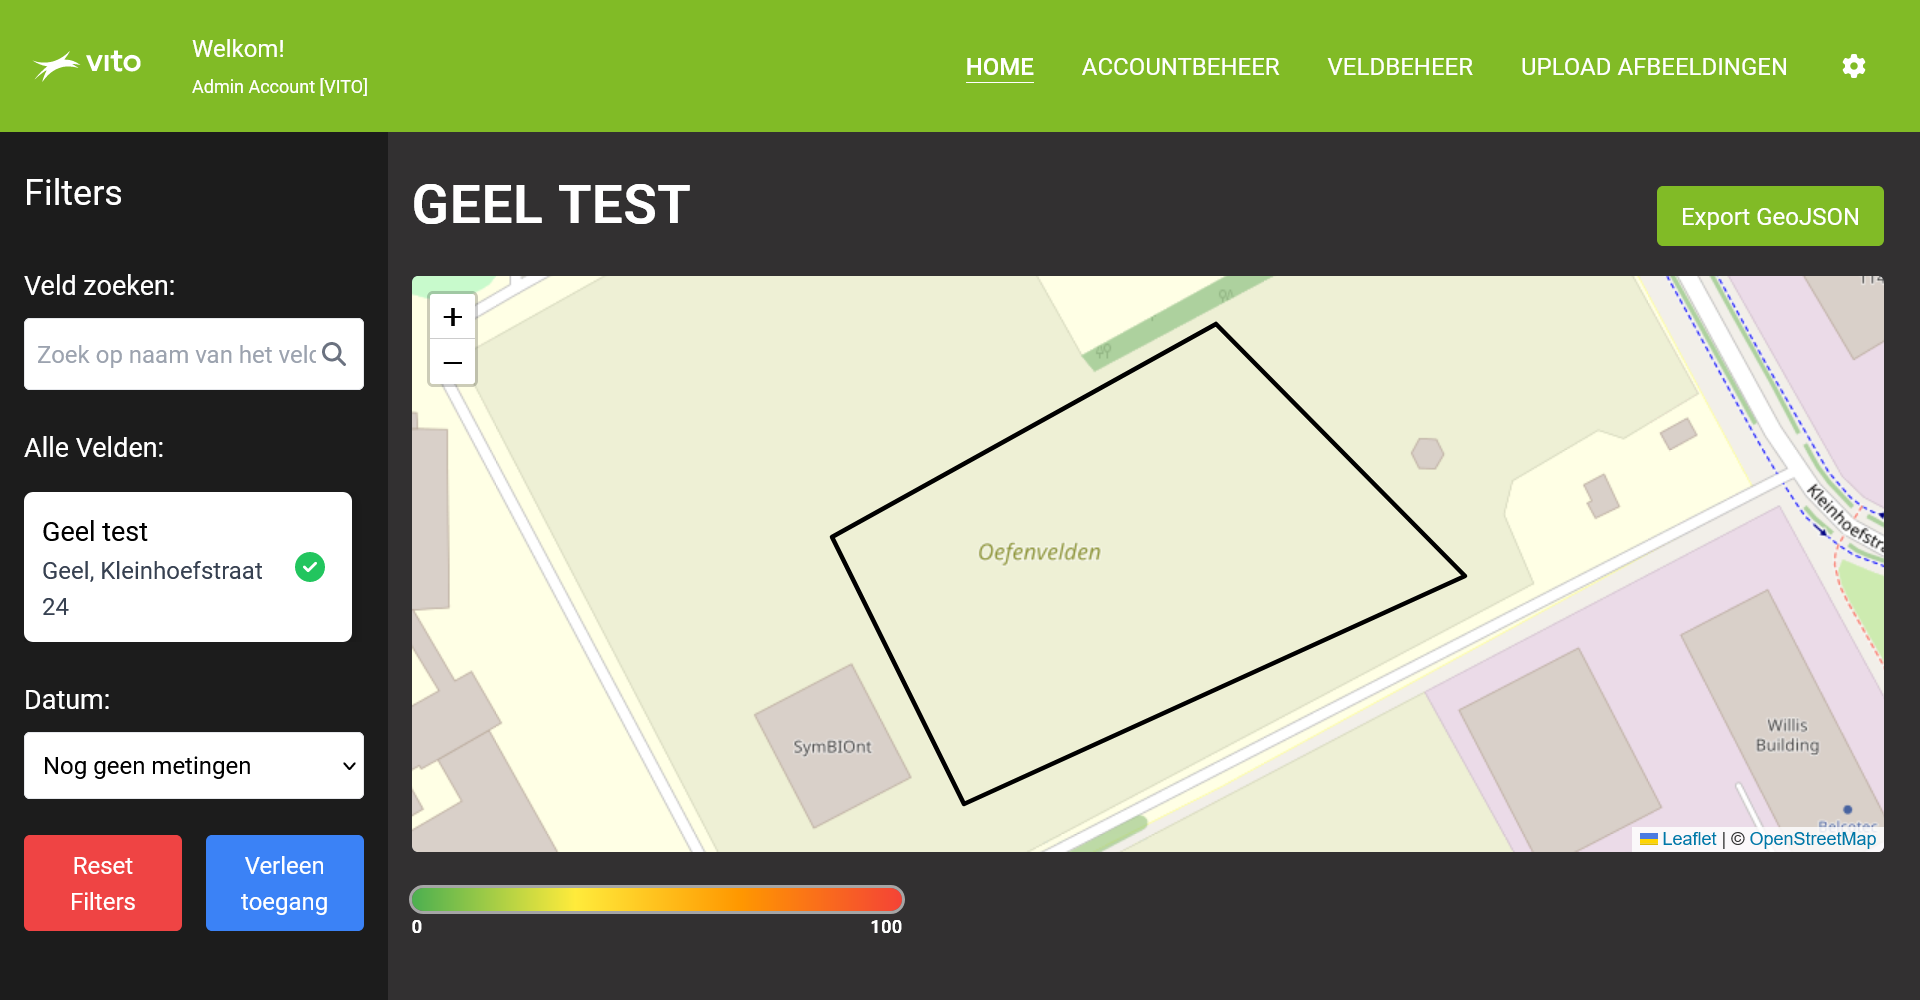 vito
Welkom!
Admin Account [VITO]
HOME
ACCOUNTBEHEER
VELDBEHEER
UPLOAD AFBEELDINGEN
Filters
Veld zoeken:
Zoek op naam van het veld
Alle Velden:
Geel test
Geel, Kleinhoefstraat
24
Datum:
Nog geen metingen
Reset
Filters
Verleen
toegang
GEEL TEST
Export GeoJSON
+
−
Oefenvelden
SymBIOnt
Kleinhoefstra
Willis
Building
Leaflet | © OpenStreetMap
0
100